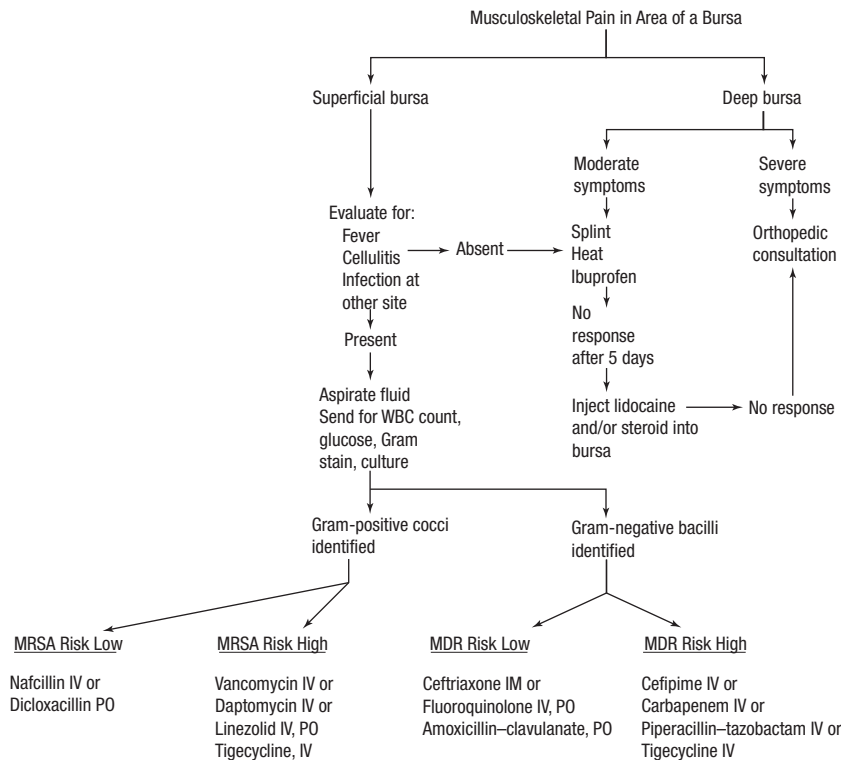 Musculoskeletal Pain in Area of a Bursa
Superficial bursa
Deep bursa
Moderate
symptoms
Severe
symptoms
Evaluate for:
Fever
Cellulitis
Infection at
other site
Absent
Splint
Heat
Ibuprofen
Orthopedic
consultation
Present
No
response
after 5 days
Aspirate fluid
Send for WBC count,
glucose, Gram
stain, culture
Inject lidocaine
and/or steroid into
bursa
No response
Gram-positive cocci
identified
Gram-negative bacilli
identified
MRSA Risk Low
Nafcillin IV or
Dicloxacillin PO
MRSA Risk High
Vancomycin IV or
Daptomycin IV or
Linezolid IV, PO
Tigecycline, IV
MDR Risk Low
Ceftriaxone IM or
Fluoroquinolone IV, PO
Amoxicillin–clavulanate, PO
MDR Risk High
Cefipime IV or
Carbapenem IV or
Piperacillin–tazobactam IV or
Tigecycline IV